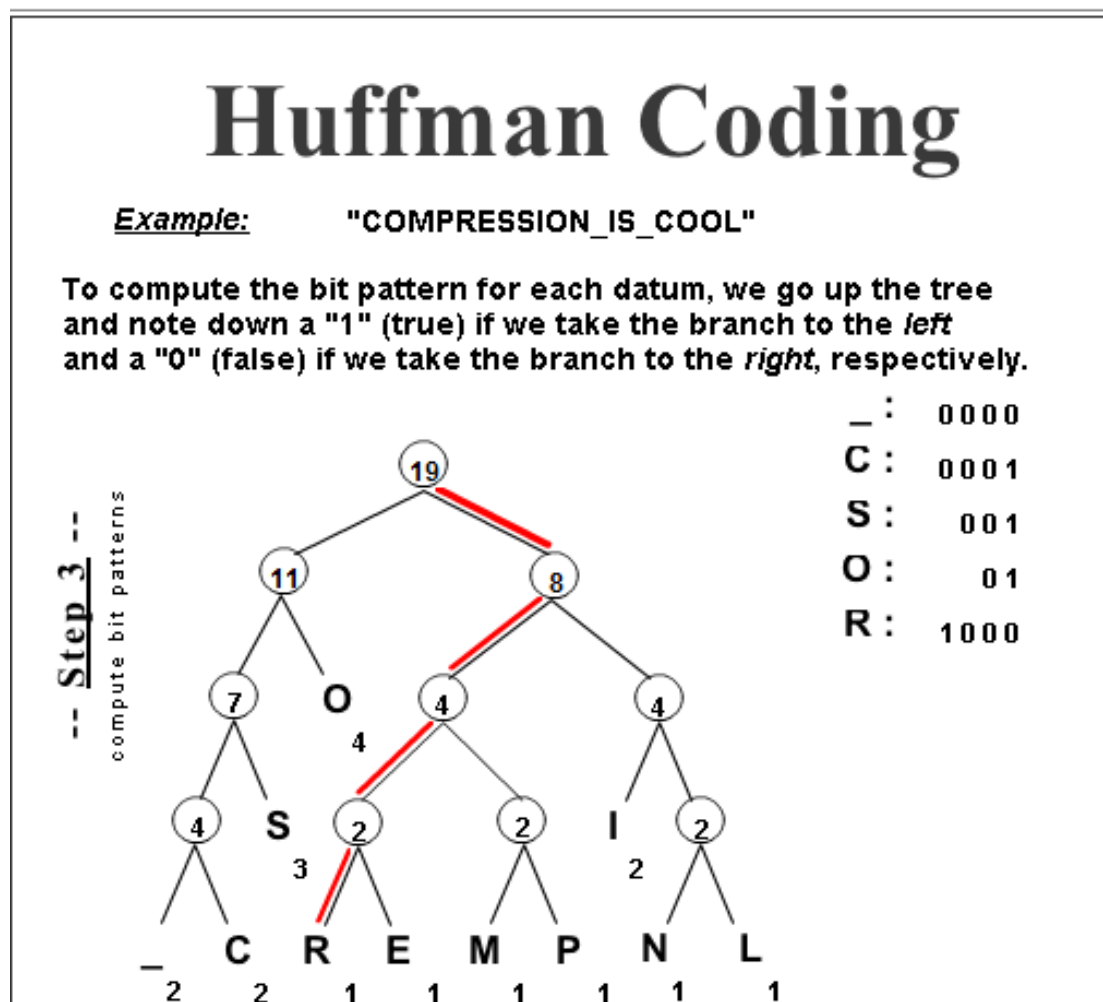 Huffman Coding
Example: "COMPRESSION_IS_COOL"
To compute the bit pattern for each datum, we go up the tree
and note down a "1" (true) if we take the branch to the left
and a "0" (false) if we take the branch to the right, respectively.
-- Step 3 --
compute bit patterns
_ : 0000
C : 0001
S : 001
O : 01
R : 1000
19
11 8
7 O 4 4 4
4 S 3 2 2 I 2 2
_ C R E M P N L
2 2 1 1 1 1 1 1